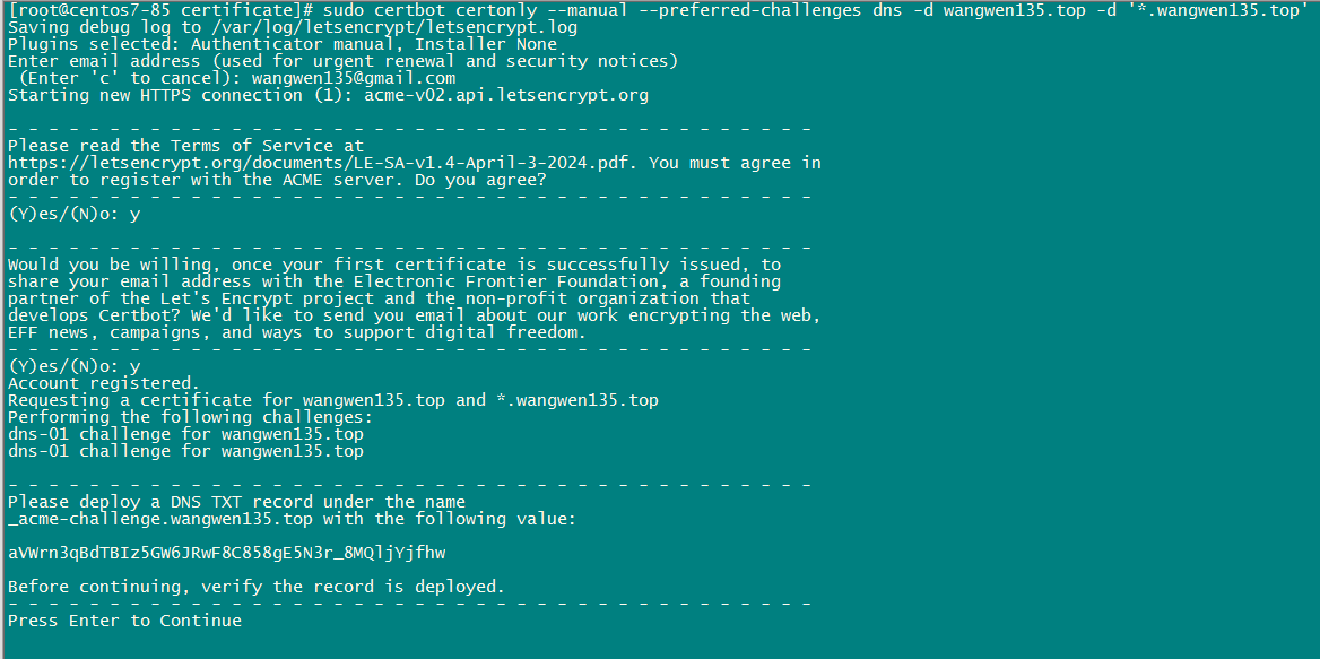 [root@centos7-85 certificate]# sudo certbot certonly --manual --preferred-challenges dns -d wangwen135.top -d '*.wangwen135.top'
Saving debug log to /var/log/letsencrypt/letsencrypt.log
Plugins selected: Authenticator manual, Installer None
Enter email address (used for urgent renewal and security notices)
 (Enter 'c' to cancel): wangwen135@gmail.com
Starting new HTTPS connection (1): acme-v02.api.letsencrypt.org
- - - - - - - - - - - - - - - - - - - - - - - - - - - - - - - - - - - - - - - -
Please read the Terms of Service at
https://letsencrypt.org/documents/LE-SA-v1.4-April-3-2024.pdf. You must agree in
order to register with the ACME server. Do you agree?
- - - - - - - - - - - - - - - - - - - - - - - - - - - - - - - - - - - - - - - -
(Y)es/(N)o: y
- - - - - - - - - - - - - - - - - - - - - - - - - - - - - - - - - - - - - - - -
Would you be willing, once your first certificate is successfully issued, to
share your email address with the Electronic Frontier Foundation, a founding
partner of the Let's Encrypt project and the non-profit organization that
develops Certbot? We'd like to send you email about our work encrypting the web,
EFF news, campaigns, and ways to support digital freedom.
- - - - - - - - - - - - - - - - - - - - - - - - - - - - - - - - - - - - - - - -
(Y)es/(N)o: y
Account registered.
Requesting a certificate for wangwen135.top and *.wangwen135.top
Performing the following challenges:
dns-01 challenge for wangwen135.top
dns-01 challenge for wangwen135.top
- - - - - - - - - - - - - - - - - - - - - - - - - - - - - - - - - - - - - - - -
Please deploy a DNS TXT record under the name
_acme-challenge.wangwen135.top with the following value:
aVWrn3qBdTBIz5GW6JRwF8C858gE5N3r_8MQljYjfhw
Before continuing, verify the record is deployed.
- - - - - - - - - - - - - - - - - - - - - - - - - - - - - - - - - - - - - - - -
Press Enter to Continue